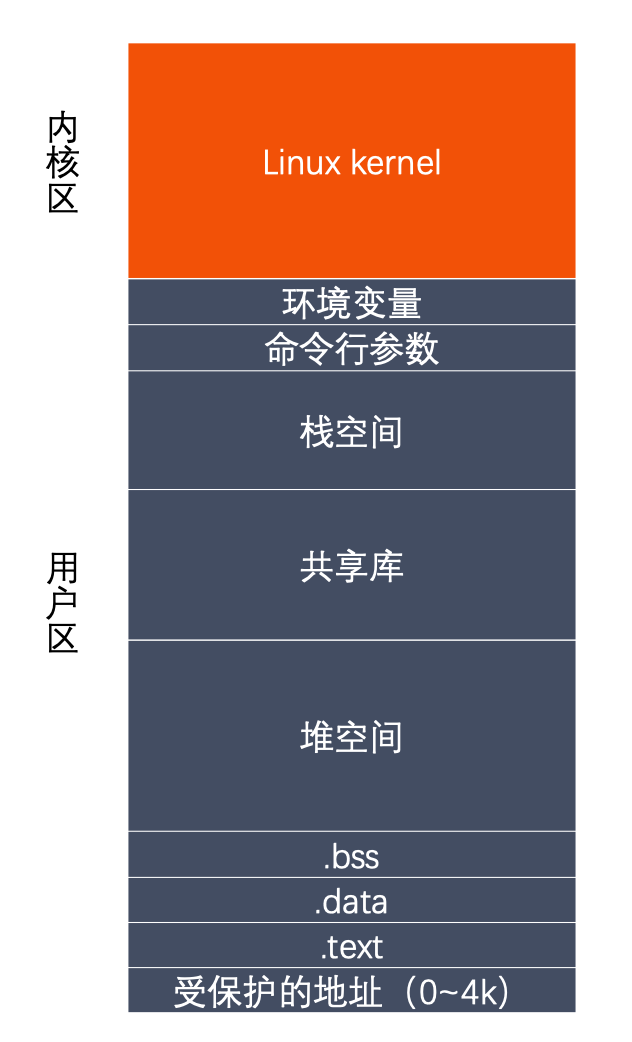 内核区
Linux kernel
环境变量
命令行参数
栈空间
用户区
共享库
堆空间
.bss
.data
.text
受保护的地址（0~4k）